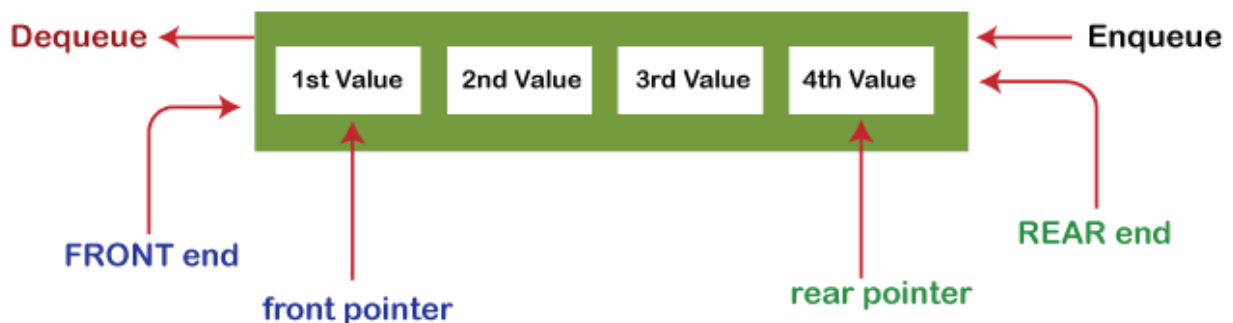 Dequeue
Enqueue
1st Value
2nd Value
3rd Value
4th Value
FRONT end
REAR end
front pointer
rear pointer